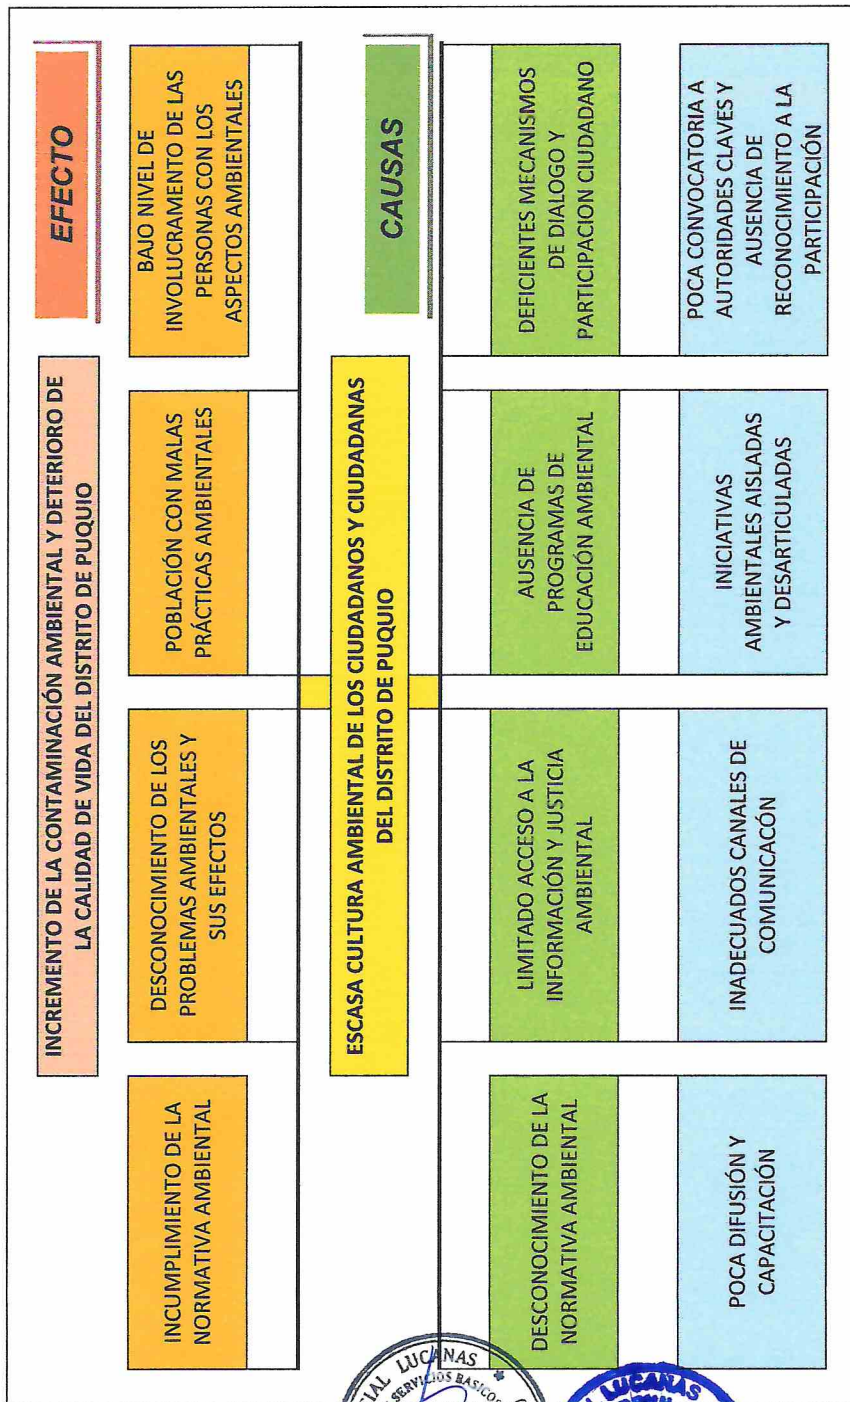 INCREMENTO DE LA CONTAMINACIÓN AMBIENTAL Y DETERIORO DE
LA CALIDAD DE VIDA DEL DISTRITO DE PUQUIO
EFECTO
INCUMPLIMIENTO DE LA
NORMATIVA AMBIENTAL
DESCONOCIMIENTO DE LOS
PROBLEMAS AMBIENTALES Y
SUS EFECTOS
POBLACIÓN CON MALAS
PRÁCTICAS AMBIENTALES
BAJO NIVEL DE
INVOLUCRAMENTO DE LAS
PERSONAS CON LOS
ASPECTOS AMBIENTALES
ESCASA CULTURA AMBIENTAL DE LOS CIUDADANOS Y CIUDADANAS
DEL DISTRITO DE PUQUIO
CAUSAS
DESCONOCIMIENTO DE LA
NORMATIVA AMBIENTAL
LIMITADO ACCESO A LA
INFORMACIÓN Y JUSTICIA
AMBIENTAL
AUSENCIA DE
PROGRAMAS DE
EDUCACIÓN AMBIENTAL
DEFICIENTES MECANISMOS
DE DIALOGO Y
PARTICIPACION CIUDADANO
POCA DIFUSIÓN Y
CAPACITACIÓN
INADECUADOS CANALES DE
COMUNICACÓN
INICIATIVAS
AMBIENTALES AISLADAS
Y DESARTICULADAS
POCA CONVOCATORIA A
AUTORIDADES CLAVES Y
AUSENCIA DE
RECONOCIMIENTO A LA
PARTICIPACIÓN
LUCANAS
SERVICIOS BASICOS
LUCANAS